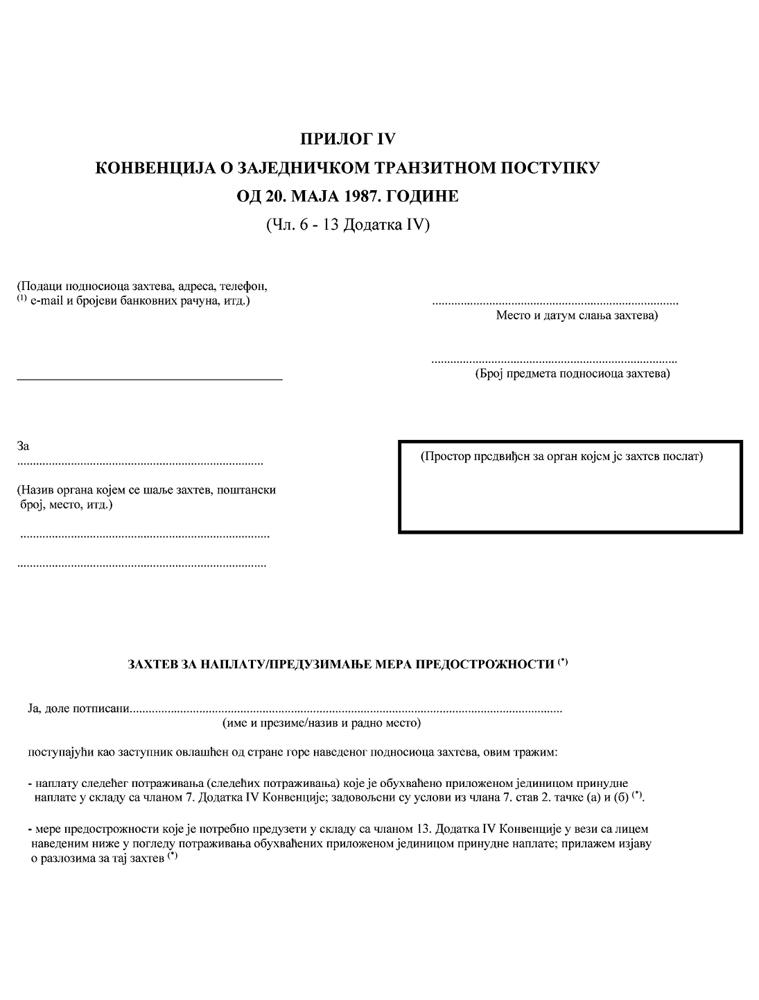 ПРИЛОГ IV
КОНВЕНЦИЈА О ЗАЈЕДНИЧКОМ ТРАНЗИТНОМ ПОСТУПКУ
ОД 20. МАЈА 1987. ГОДИНЕ
(Чл. 6 - 13 Додатка IV)
(Подаци подносиоца захтева, адреса, телефон,
(1) e-mail и бројеви банковних рачуна, итд.)
..............................................................................
Место и датум слања захтева)
..............................................................................
(Број предмета подносиоца захтева)
За
..............................................................................
(Назив органа којем се шаље захтев, поштански
број, место, итд.)
...............................................................................
...............................................................................
(Простор предвиђен за орган којем је захтев послат)
ЗАХТЕВ ЗА НАПЛАТУ/ПРЕДУЗИМАЊЕ МЕРА ПРЕДОСТРОЖНОСТИ (*)
Ја, доле потписани.........................................................................................................................................
(име и презиме/назив и радно место)
поступајући као заступник овлашћен од стране горе наведеног подносиоца захтева, овим тражим:
- наплату следећег потраживања (следећих потраживања) које је обухваћено приложеном јединицом принудне
наплате у складу са чланом 7. Додатка IV Конвенције; задовољени су услови из члана 7. став 2. тачке (а) и (б) (*).
- мере предострожности које је потребно предузети у складу са чланом 13. Додатка IV Конвенције у вези са лицем
наведеним ниже у погледу потраживања обухваћених приложеном јединицом принудне наплате; прилажем изјаву
о разлозима за тај захтев (*)